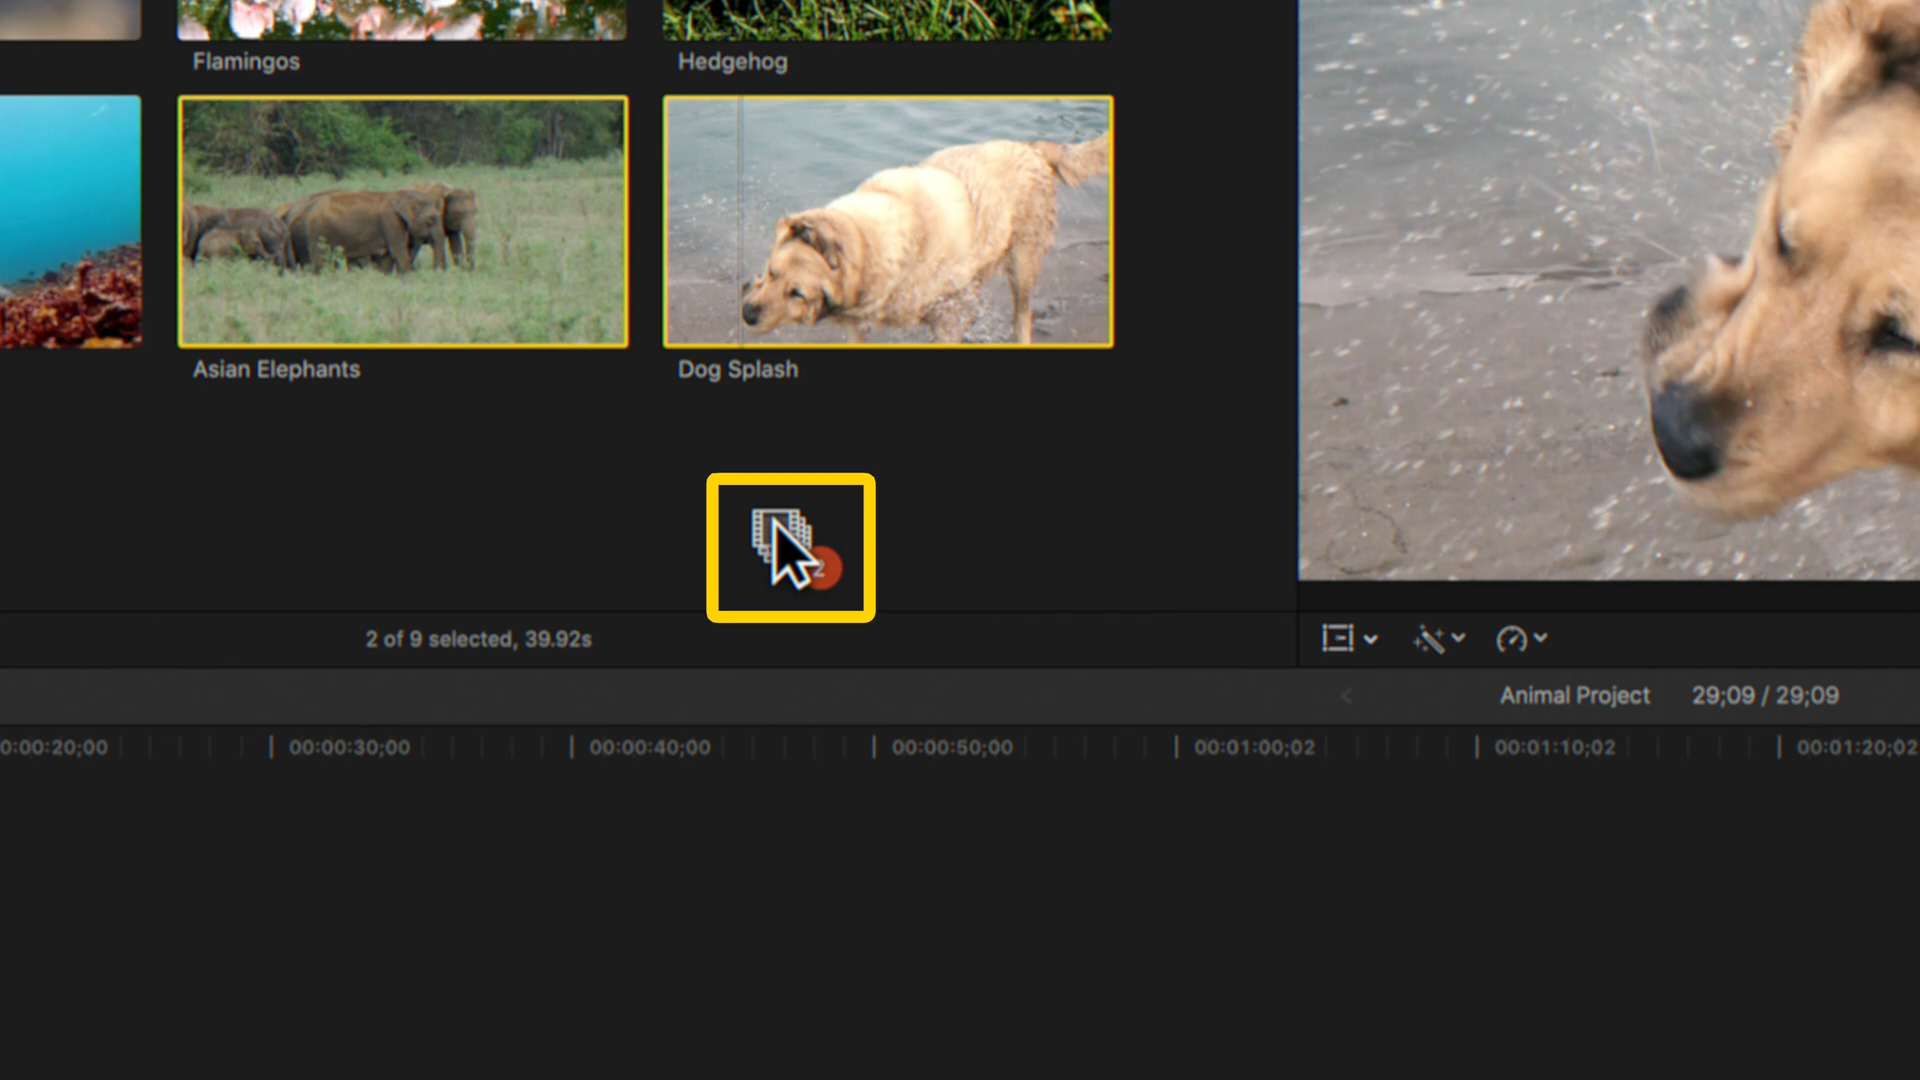 Flamingos
Hedgehog
Asian Elephants
Dog Splash
2
2 of 9 selected, 39.92s
Animal Project
29;09 / 29;09
0:00:20;00
00:00:30;00
00:00:40;00
00:00:50;00
00:01:00;02
00:01:10;02
00:01:20;02